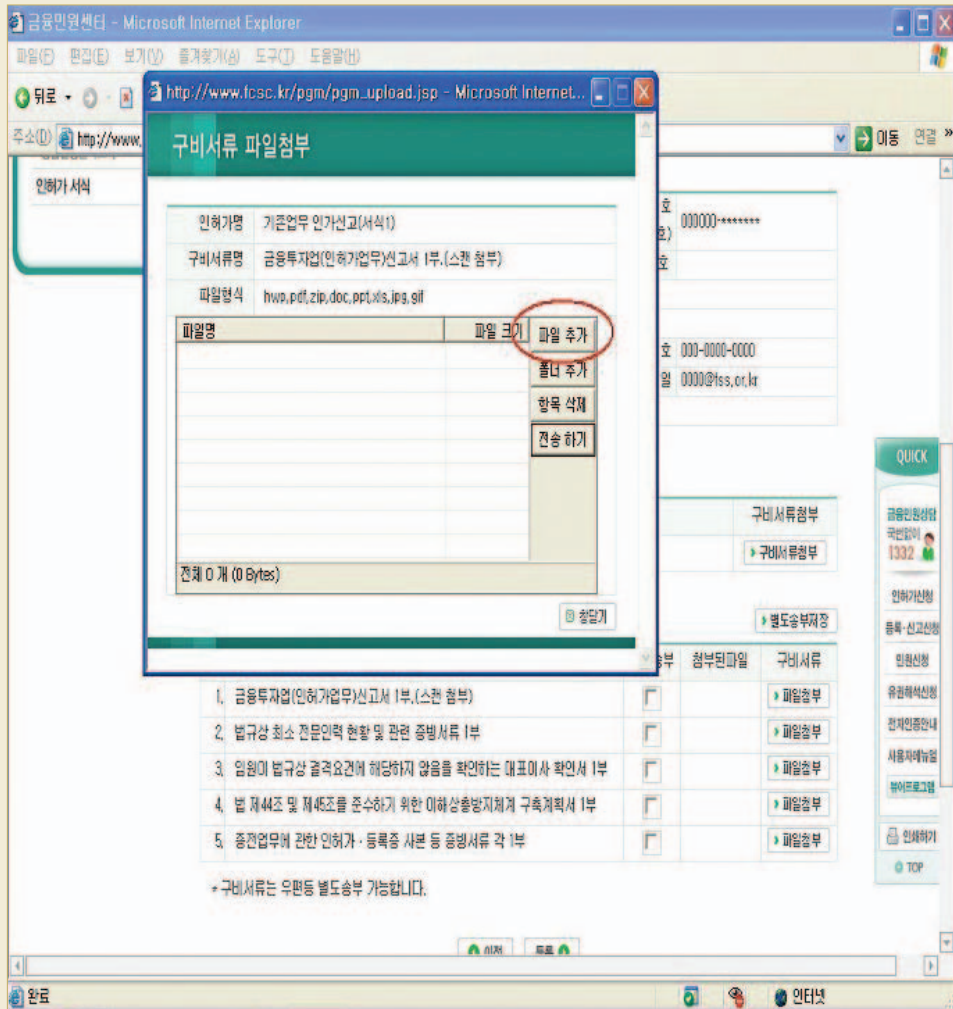 금융민원센터 - Microsoft Internet Explorer
파일(F) 편집(E) 보기(V) 즐겨찾기(A) 도구(T) 도움말(H)
뒤로
주소(D) http://www. 이동 연결 »
http://www.fcsc.kr/pgm/pgm_upload.jsp - Microsoft Internet...
구비서류 파일첨부
인허가 서식
인허가명 기존업무 인가신고(서식1)
구비서류명 금융투자업(인허가업무)신고서 1부.(스캔 첨부)
파일형식 hwp,pdf,zip,doc,ppt,xls,jpg,gif
파일명 파일 크기 파일 추가
폴더 추가
항목 삭제
전송 하기
전체 0 개 (0 Bytes)
창닫기
호 000000-*******
호)
호
호 000-0000-0000
일 0000@fss.or.kr
구비서류첨부
구비서류첨부
별도송부저장
송부 첨부된파일 구비서류
1. 금융투자업(인허가업무)신고서 1부.(스캔 첨부) 파일첨부
2. 법규상 최소 전문인력 현황 및 관련 증빙서류 1부 파일첨부
3. 임원이 법규상 결격요건에 해당하지 않음을 확인하는 대표이사 확인서 1부 파일첨부
4. 법 제44조 및 제45조를 준수하기 위한 이해상충방지체계 구축계획서 1부 파일첨부
5. 종전업무에 관한 인허가·등록증 사본 등 증빙서류 각 1부 파일첨부
* 구비서류는 우편등 별도송부 가능합니다.
이전 등록
QUICK
금융민원상담
국번없이
1332
인허가신청
등록·신고신청
민원신청
유권해석신청
전자인증안내
사용자메뉴얼
뷰어프로그램
인쇄하기
TOP
완료 인터넷